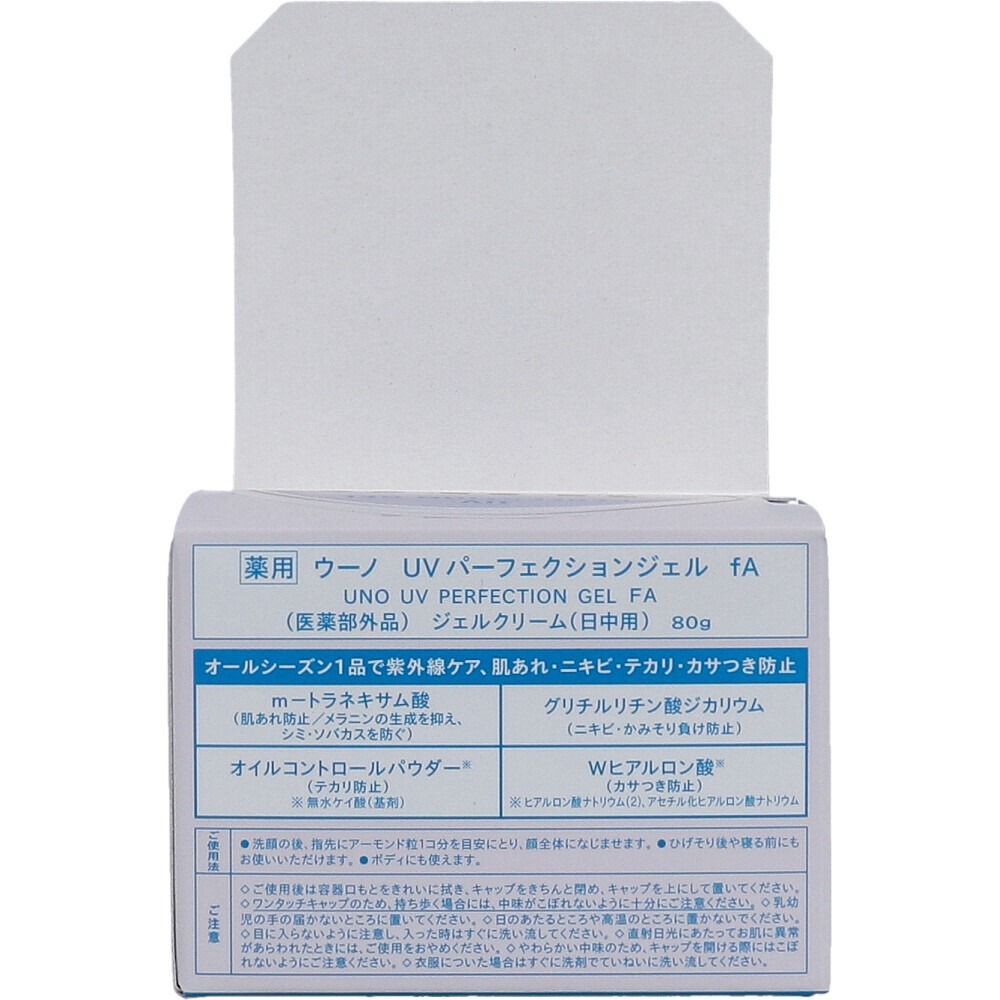 薬用 ウーノ UVパーフェクションジェル fA
UNO UV PERFECTION GEL FA
(医薬部外品) ジェルクリーム(日中用) 80g
オールシーズン1品で紫外線ケア、肌あれ・ニキビ・テカリ・カサつき防止
m-トラネキサム酸
(肌あれ防止/メラニンの生成を抑え、
シミ・ソバカスを防ぐ)
グリチルリチン酸ジカリウム
(ニキビ・かみそり負け防止)
オイルコントロールパウダー※
(テカリ防止)
※無水ケイ酸(基剤)
Wヒアルロン酸※
(カサつき防止)
※ヒアルロン酸ナトリウム(2)、アセチル化ヒアルロン酸ナトリウム
ご使用法
●洗顔の後、指先にアーモンド粒1コ分を目安にとり、顔全体になじませます。●ひげそり後や寝る前にも
お使いいただけます。●ボディにも使えます。
ご注意
◇ご使用後は容器口もとをきれいに拭き、キャップをきちんと閉め、キャップを上にして置いてください。
◇ワンタッチキャップのため、持ち歩く場合には、中味がこぼれないように十分にご注意ください。◇乳幼
児の手の届かないところに置いてください。◇日のあたるところや高温のところに置かないでください。
◇目に入らないように注意し、入った時はすぐに洗い流してください。◇直射日光にあたってお肌に異常
があらわれたときには、ご使用をおやめください。◇やわらかい中味のため、キャップを開ける際にはこぼ
れないようにご注意ください。◇衣服についた場合はすぐに洗剤でていねいに洗い流してください。